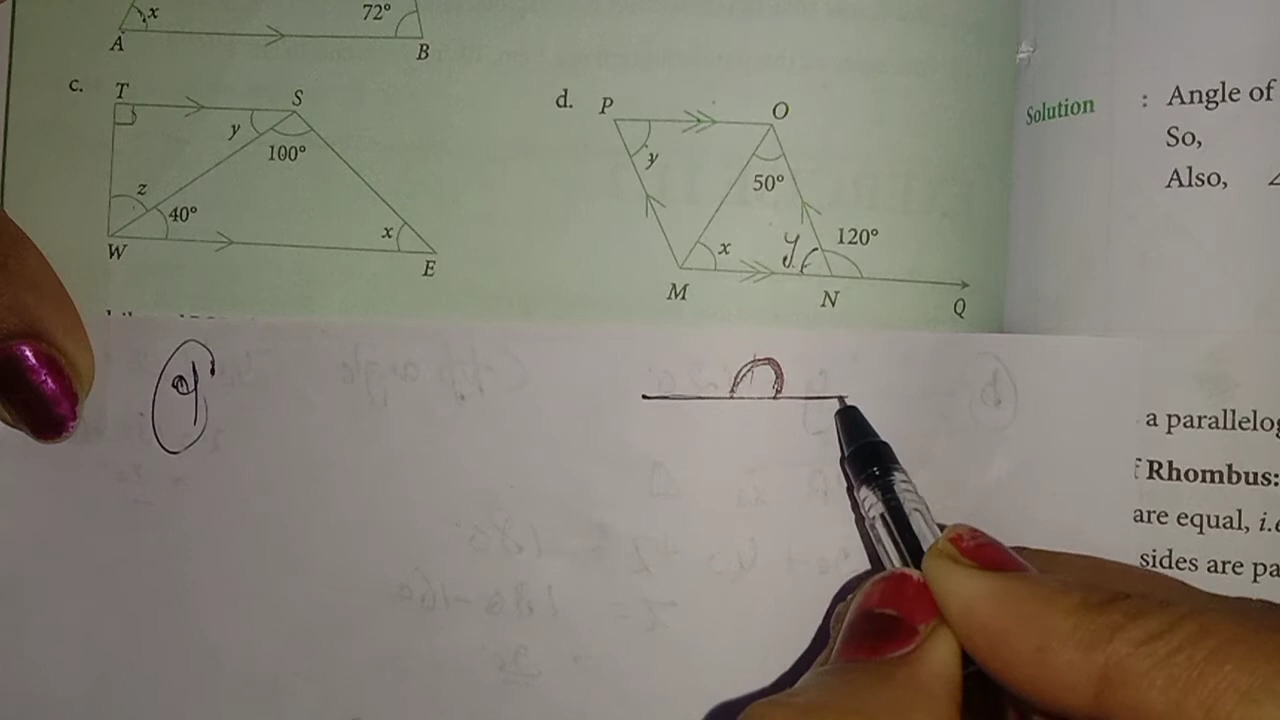 x
72°
A
B
c.
T
S
y
100°
z
40°
x
W
E
d.
P
O
y
50°
x
y
120°
M
N
Q
Solution : Angle of
So,
Also,
a parallelog
Rhombus:
are equal, i.e
sides are pa